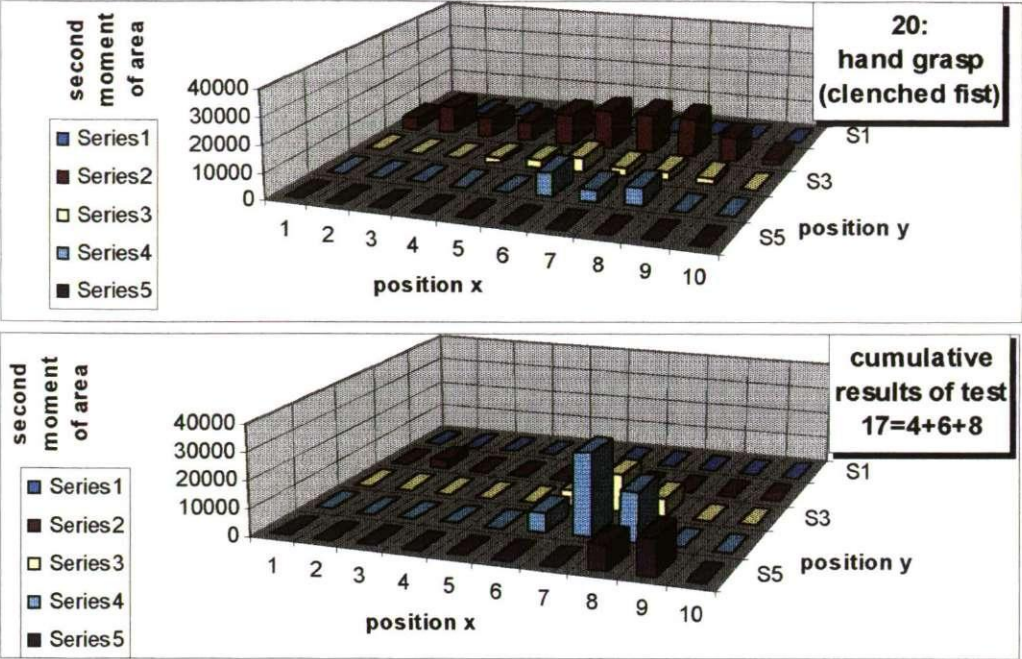 second
moment
of area
40000
30000
20000
10000
0
Series1
Series2
Series3
Series4
Series5
1 2 3 4 5 6 7 8 9 10
position x
S1
S3
S5
position y
20:
hand grasp
(clenched fist)
second
moment
of area
40000
30000
20000
10000
0
Series1
Series2
Series3
Series4
Series5
1 2 3 4 5 6 7 8 9 10
position x
S1
S3
S5
position y
cumulative
results of test
17=4+6+8